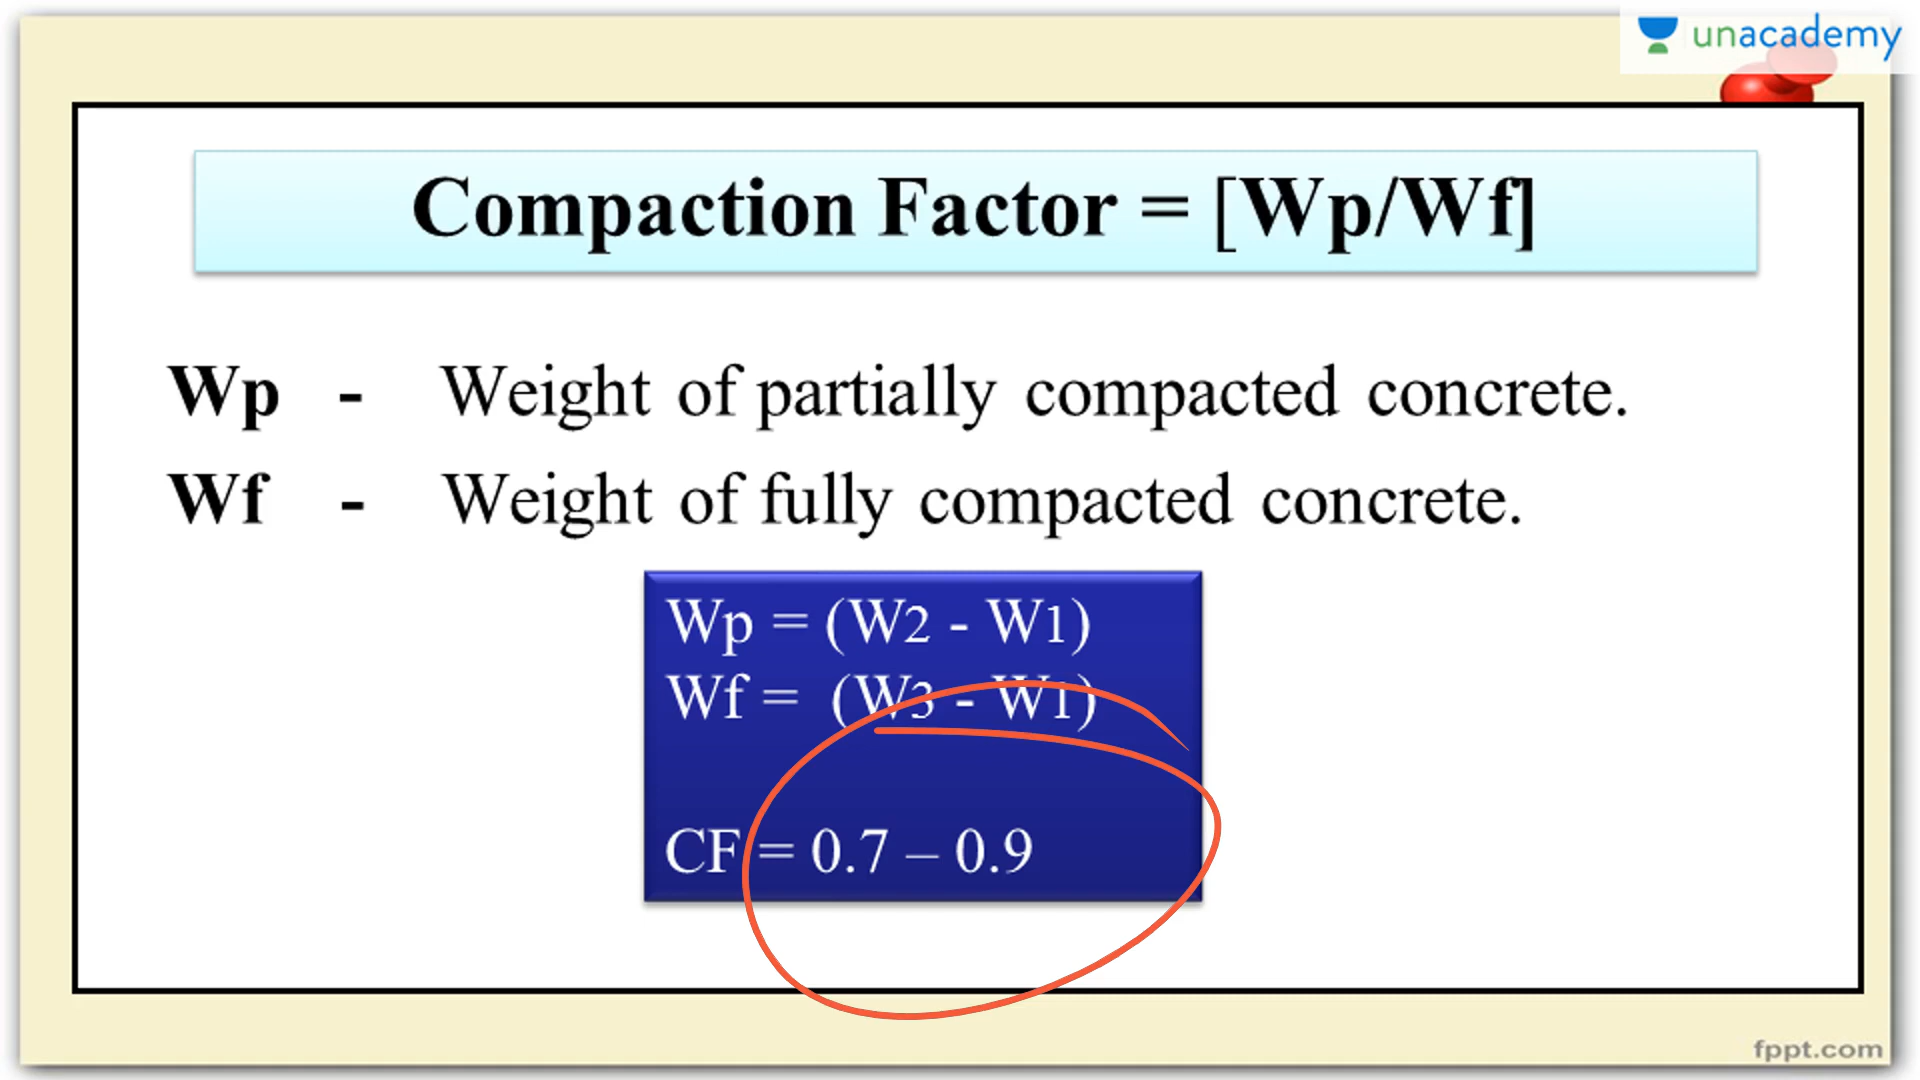 unacademy
Compaction Factor = [Wp/Wf]
Wp - Weight of partially compacted concrete.
Wf - Weight of fully compacted concrete.
Wp = (W2 - W1)
Wf = (W3 - W1)
CF = 0.7 – 0.9
fppt.com